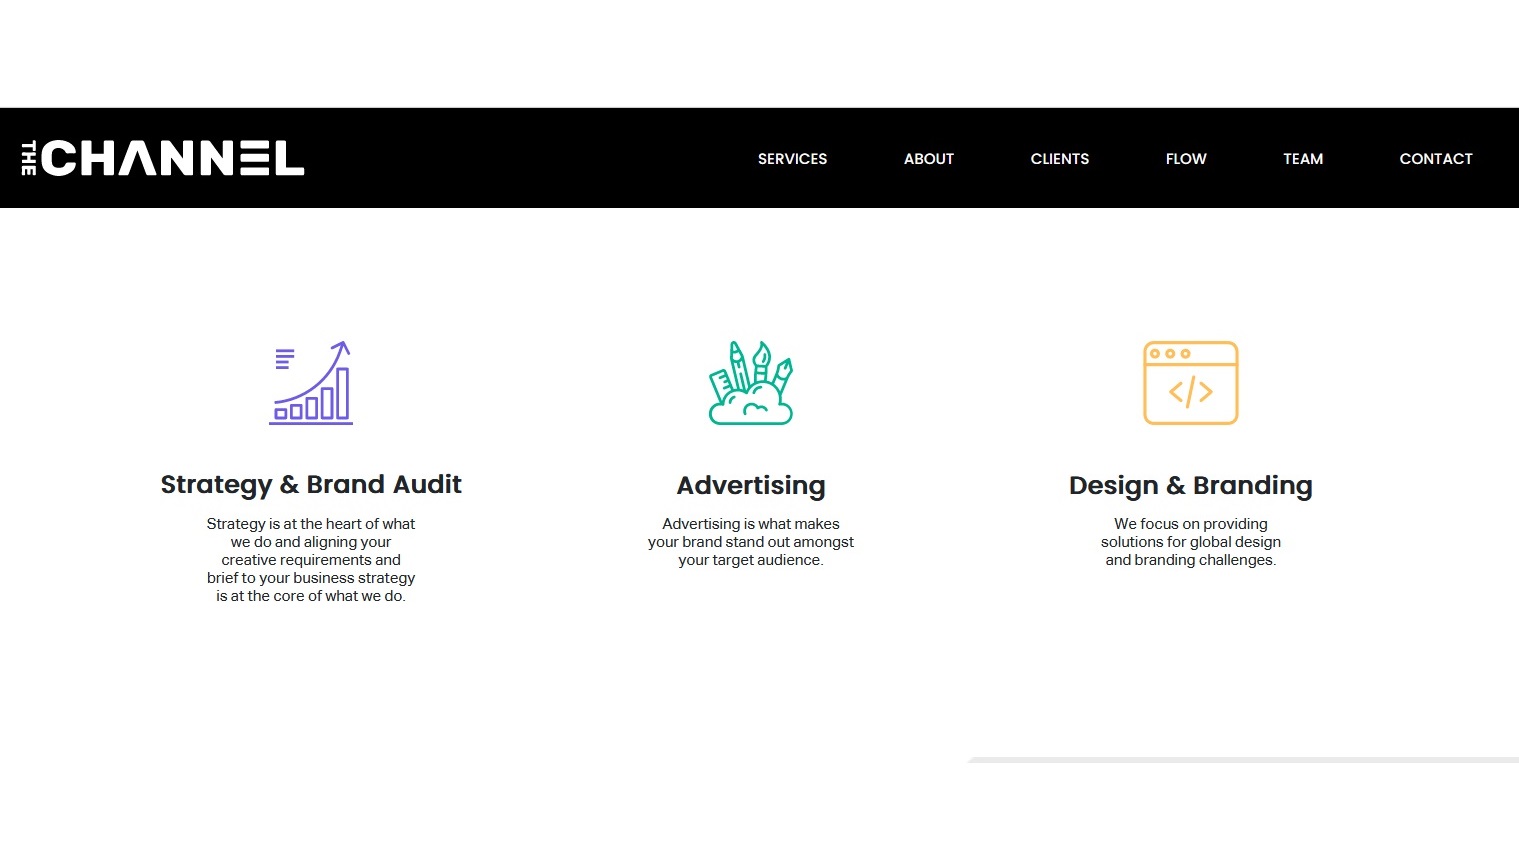 THE CHANNEL
SERVICES ABOUT CLIENTS FLOW TEAM CONTACT
Strategy & Brand Audit
Strategy is at the heart of what
we do and aligning your
creative requirements and
brief to your business strategy
is at the core of what we do.
Advertising
Advertising is what makes
your brand stand out amongst
your target audience.
</>
Design & Branding
We focus on providing
solutions for global design
and branding challenges.